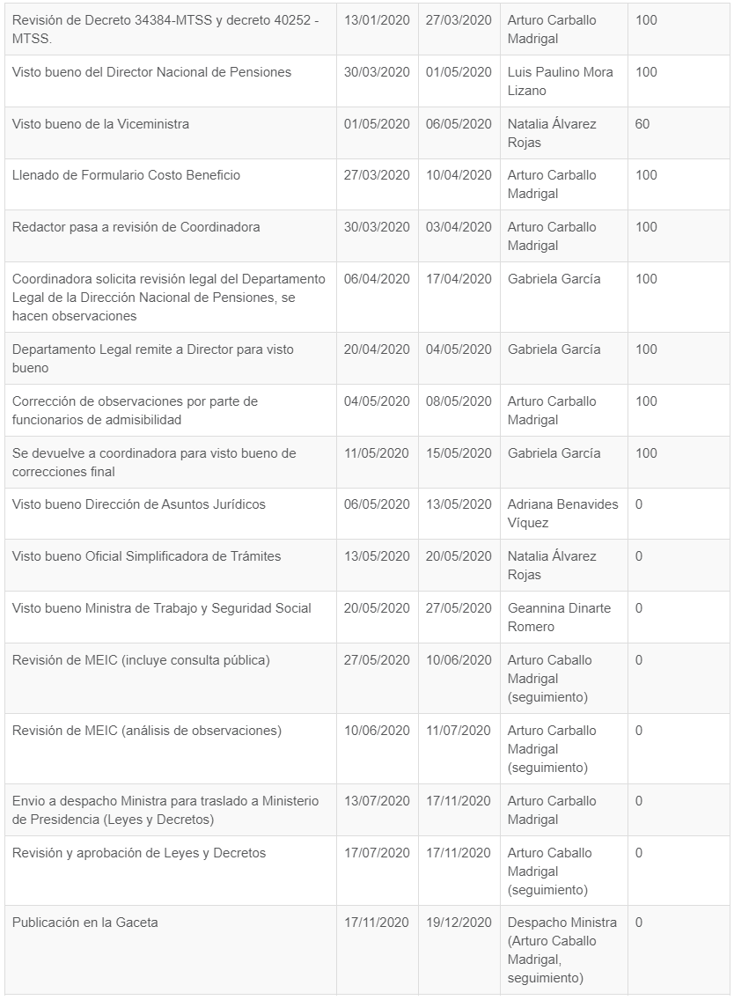 Revisión de Decreto 34384-MTSS y decreto 40252 - 13/01/2020 27/03/2020 Arturo Carballo 100
MTSS. Madrigal
Visto bueno del Director Nacional de Pensiones 30/03/2020 01/05/2020 Luis Paulino Mora 100
Lizano
Visto bueno de la Viceministra 01/05/2020 06/05/2020 Natalia Álvarez 60
Rojas
Llenado de Formulario Costo Beneficio 27/03/2020 10/04/2020 Arturo Carballo 100
Madrigal
Redactor pasa a revisión de Coordinadora 30/03/2020 03/04/2020 Arturo Carballo 100
Madrigal
Coordinadora solicita revisión legal del Departamento 06/04/2020 17/04/2020 Gabriela García 100
Legal de la Dirección Nacional de Pensiones, se
hacen observaciones
Departamento Legal remite a Director para visto 20/04/2020 04/05/2020 Gabriela García 100
bueno
Corrección de observaciones por parte de 04/05/2020 08/05/2020 Arturo Carballo 100
funcionarios de admisibilidad Madrigal
Se devuelve a coordinadora para visto bueno de 11/05/2020 15/05/2020 Gabriela García 100
correcciones final
Visto bueno Dirección de Asuntos Jurídicos 06/05/2020 13/05/2020 Adriana Benavides 0
Víquez
Visto bueno Oficial Simplificadora de Trámites 13/05/2020 20/05/2020 Natalia Álvarez 0
Rojas
Visto bueno Ministra de Trabajo y Seguridad Social 20/05/2020 27/05/2020 Geannina Dinarte 0
Romero
Revisión de MEIC (incluye consulta pública) 27/05/2020 10/06/2020 Arturo Caballo 0
Madrigal
(seguimiento)
Revisión de MEIC (análisis de observaciones) 10/06/2020 11/07/2020 Arturo Carballo 0
Madrigal
(seguimiento)
Envio a despacho Ministra para traslado a Ministerio 13/07/2020 17/11/2020 Arturo Carballo 0
de Presidencia (Leyes y Decretos) Madrigal
Revisión y aprobación de Leyes y Decretos 17/07/2020 17/11/2020 Arturo Caballo 0
Madrigal
(seguimiento)
Publicación en la Gaceta 17/11/2020 19/12/2020 Despacho Ministra 0
(Arturo Caballo
Madrigal,
seguimiento)